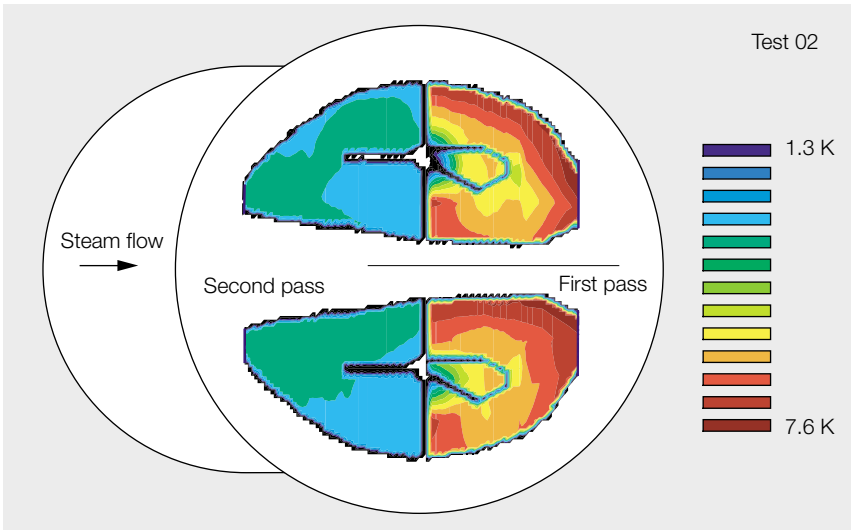 Test 02
1.3 K
Steam flow
Second pass
First pass
7.6 K